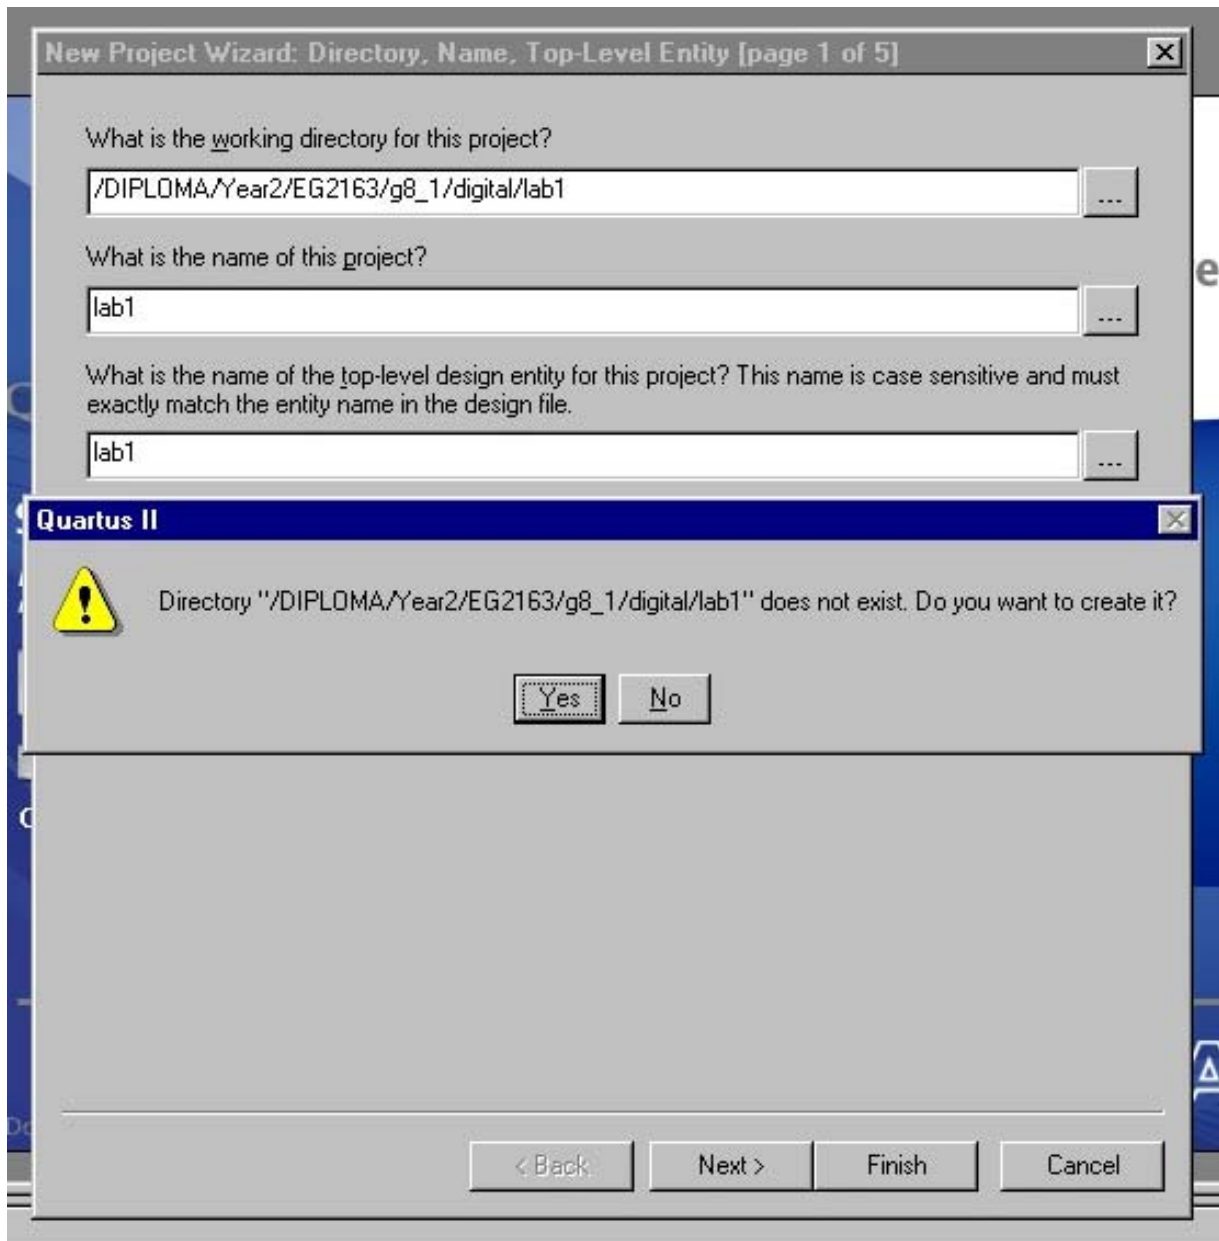 New Project Wizard: Directory, Name, Top-Level Entity [page 1 of 5]
What is the working directory for this project?
/DIPLOMA/Year2/EG2163/g8_1/digital/lab1
...
What is the name of this project?
lab1
...
What is the name of the top-level design entity for this project? This name is case sensitive and must
exactly match the entity name in the design file.
lab1
...
Quartus II
Directory "/DIPLOMA/Year2/EG2163/g8_1/digital/lab1" does not exist. Do you want to create it?
Yes
No
< Back
Next >
Finish
Cancel